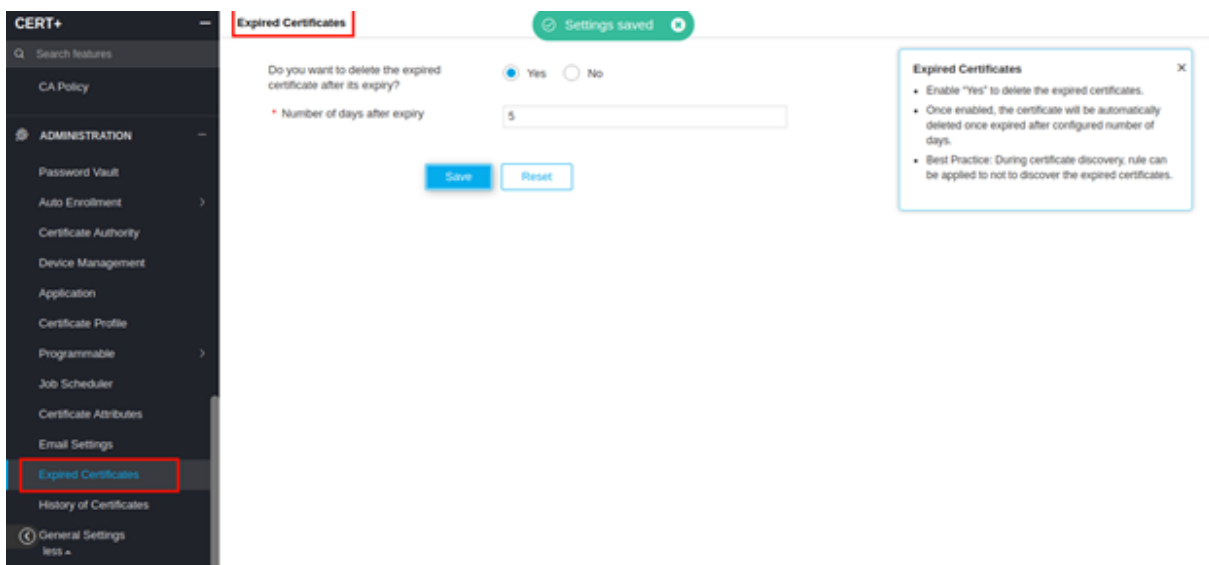 CERT+
Search features
CA Policy
ADMINISTRATION
Password Vault
Auto Enrollment
Certificate Authority
Device Management
Application
Certificate Profile
Programmable
Job Scheduler
Certificate Attributes
Email Settings
Expired Certificates
History of Certificates
General Settings
less
Expired Certificates
Settings saved
Do you want to delete the expired
certificate after its expiry?
Yes No
* Number of days after expiry
5
Save Reset
Expired Certificates
• Enable "Yes" to delete the expired certificates.
• Once enabled, the certificate will be automatically
deleted once expired after configured number of
days.
• Best Practice: During certificate discovery, rule can
be applied to not to discover the expired certificates.